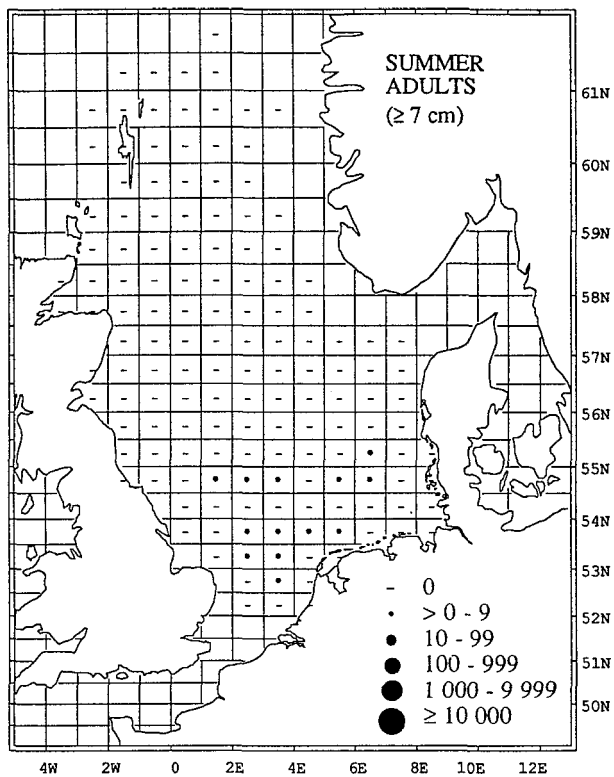 SUMMER
ADULTS
(≥ 7 cm)
61N
60N
59N
58N
57N
56N
55N
54N
53N
52N
51N
50N
- 0
• > 0 - 9
● 10 - 99
● 100 - 999
● 1 000 - 9 999
● ≥ 10 000
4W 2W 0 2E 4E 6E 8E 10E 12E